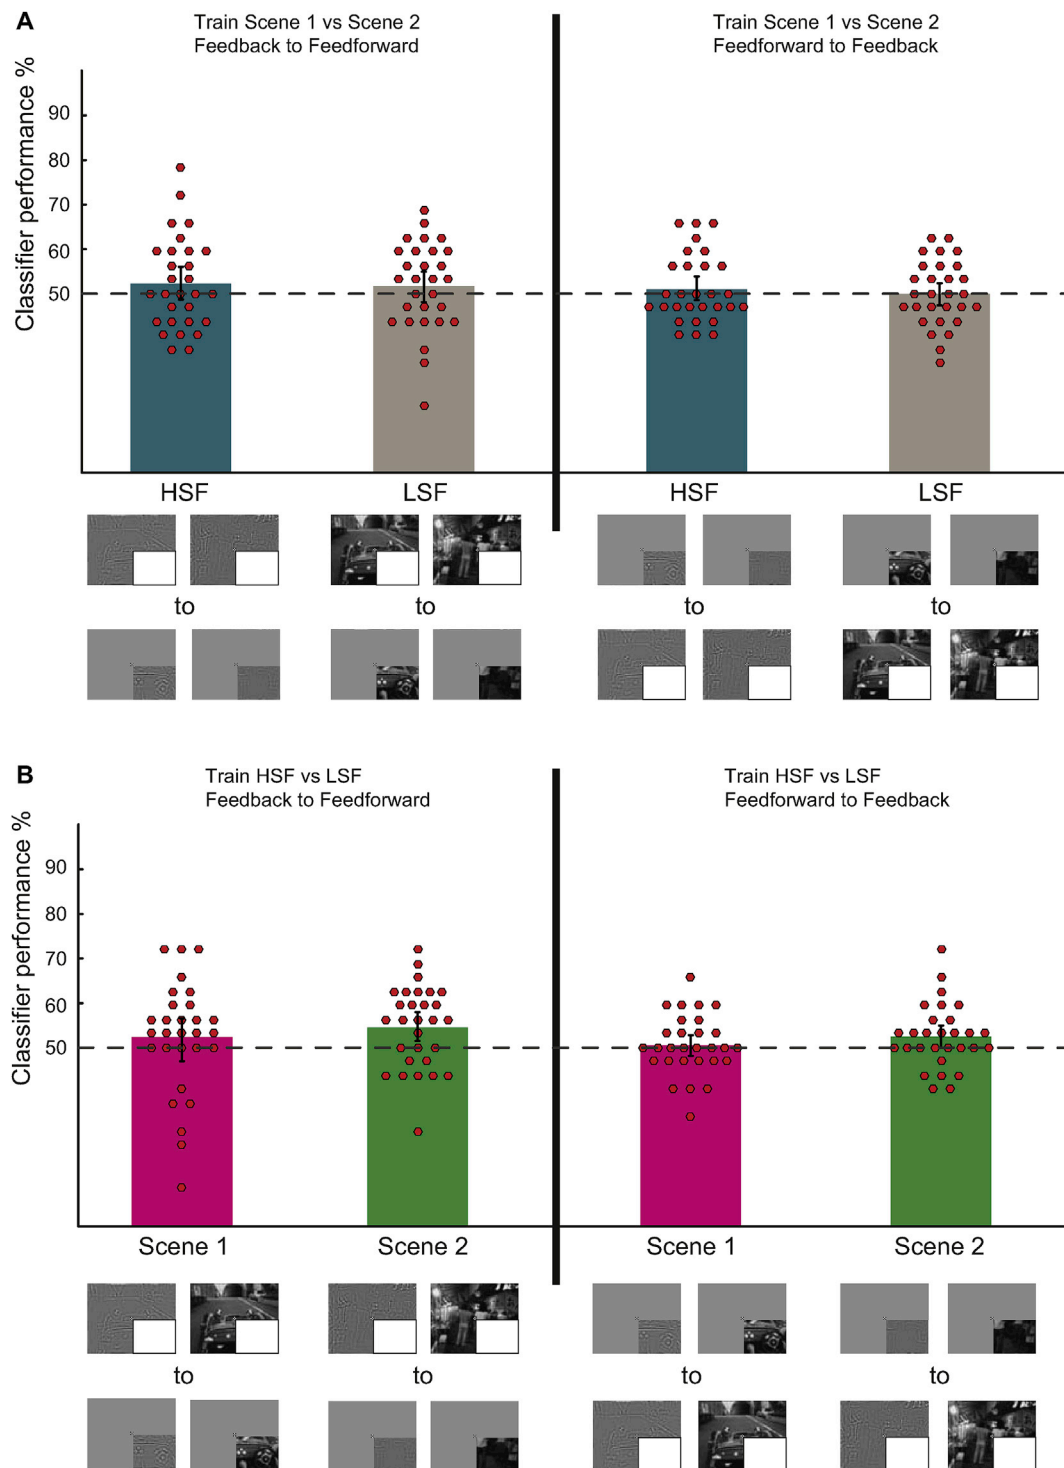 A
Train Scene 1 vs Scene 2
Feedback to Feedforward
Train Scene 1 vs Scene 2
Feedforward to Feedback
Classifier performance %
90
80
70
60
50
HSF
LSF
HSF
LSF
to
to
to
to
B
Train HSF vs LSF
Feedback to Feedforward
Train HSF vs LSF
Feedforward to Feedback
Classifier performance %
90
80
70
60
50
Scene 1
Scene 2
Scene 1
Scene 2
to
to
to
to